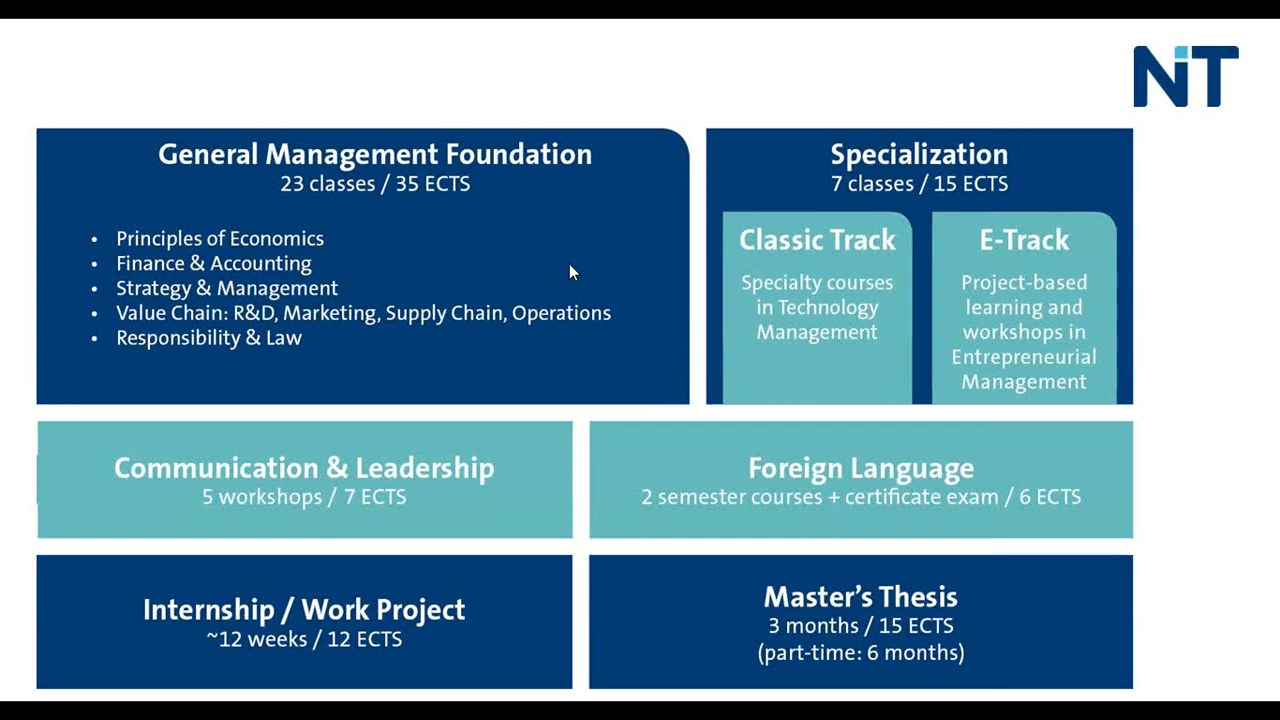 NiT
General Management Foundation
23 classes / 35 ECTS
• Principles of Economics
• Finance & Accounting
• Strategy & Management
• Value Chain: R&D, Marketing, Supply Chain, Operations
• Responsibility & Law
Specialization
7 classes / 15 ECTS
Classic Track
Specialty courses
in Technology
Management
E-Track
Project-based
learning and
workshops in
Entrepreneurial
Management
Communication & Leadership
5 workshops / 7 ECTS
Foreign Language
2 semester courses + certificate exam / 6 ECTS
Internship / Work Project
~12 weeks / 12 ECTS
Master’s Thesis
3 months / 15 ECTS
(part-time: 6 months)